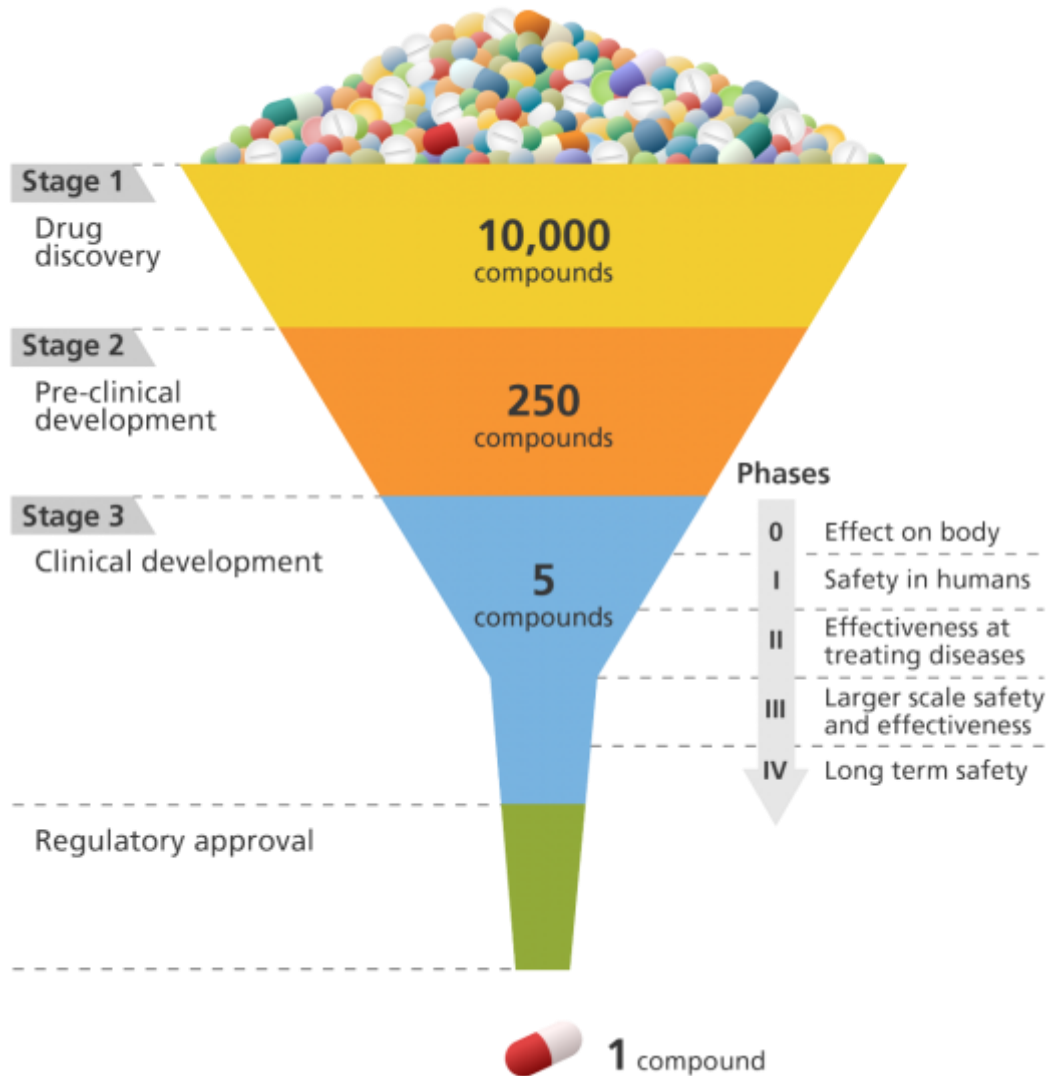 Stage 1
Drug
discovery
10,000
compounds
Stage 2
Pre-clinical
development
250
compounds
Stage 3
Clinical development
5
compounds
Phases
0 Effect on body
I Safety in humans
II Effectiveness at
treating diseases
III Larger scale safety
and effectiveness
IV Long term safety
Regulatory approval
1 compound